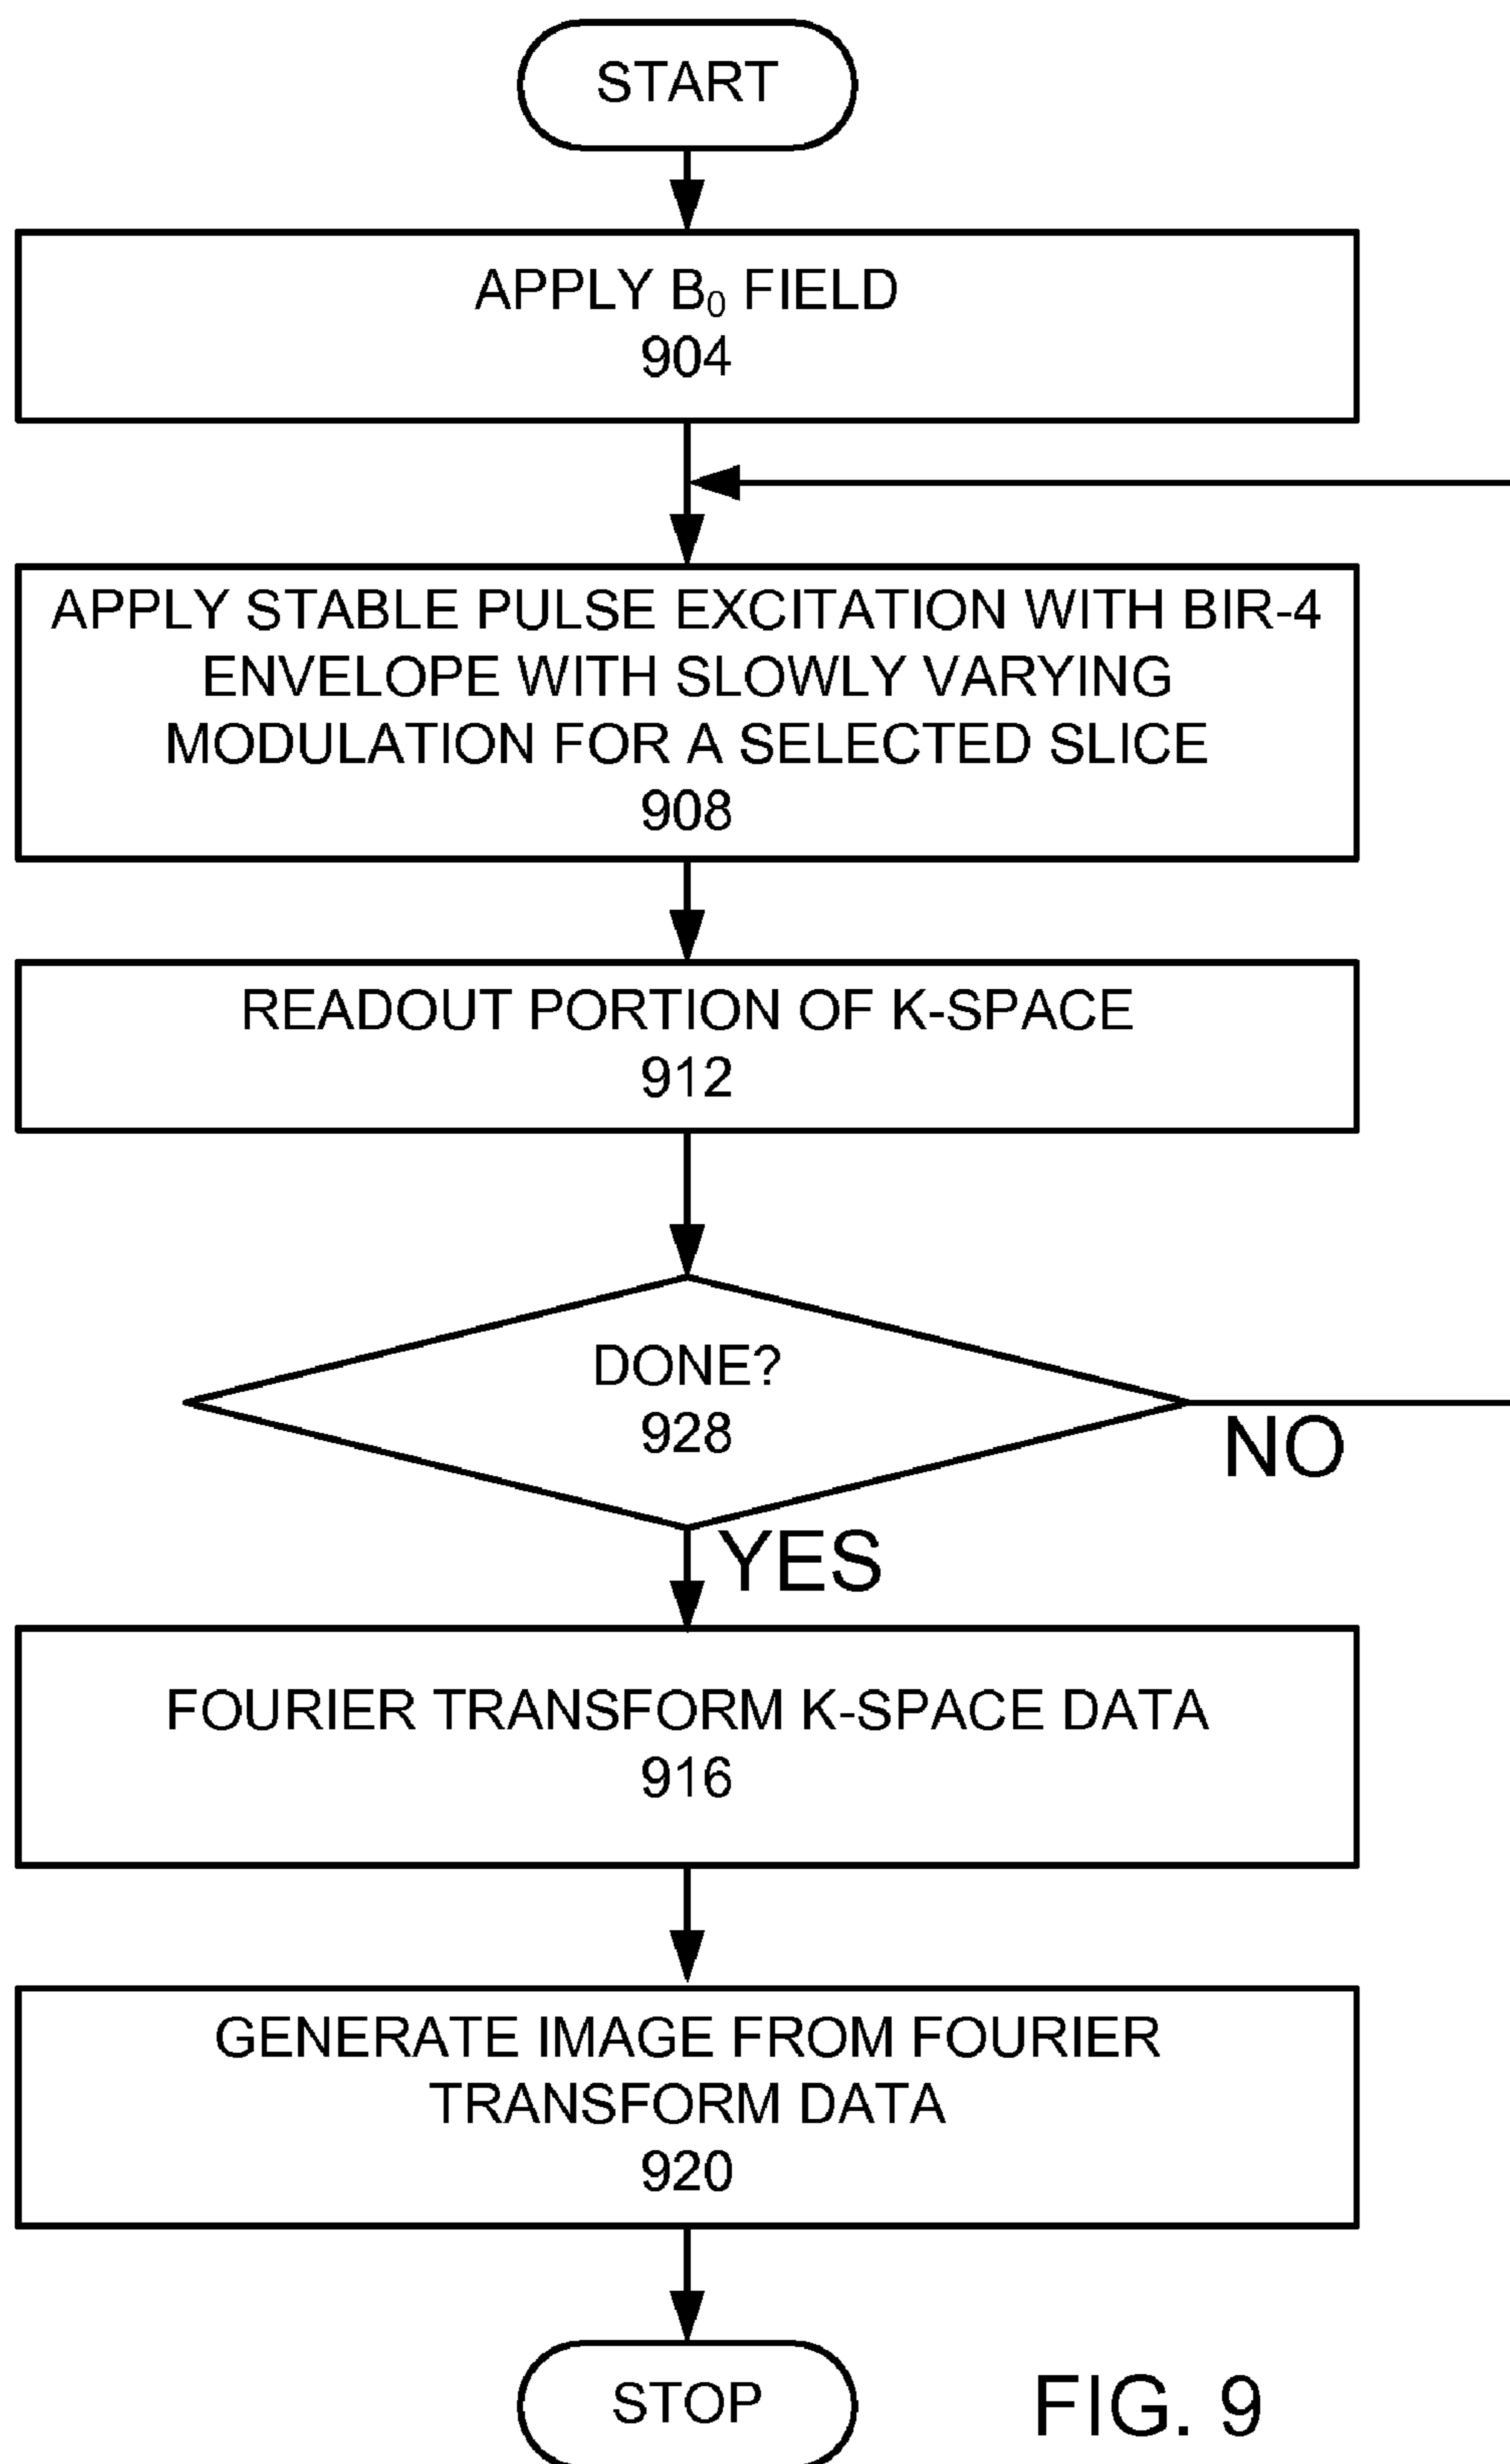 START
APPLY B₀ FIELD
904
APPLY STABLE PULSE EXCITATION WITH BIR-4
ENVELOPE WITH SLOWLY VARYING
MODULATION FOR A SELECTED SLICE
908
READOUT PORTION OF K-SPACE
912
DONE?
928
NO
YES
FOURIER TRANSFORM K-SPACE DATA
916
GENERATE IMAGE FROM FOURIER
TRANSFORM DATA
920
STOP
FIG. 9